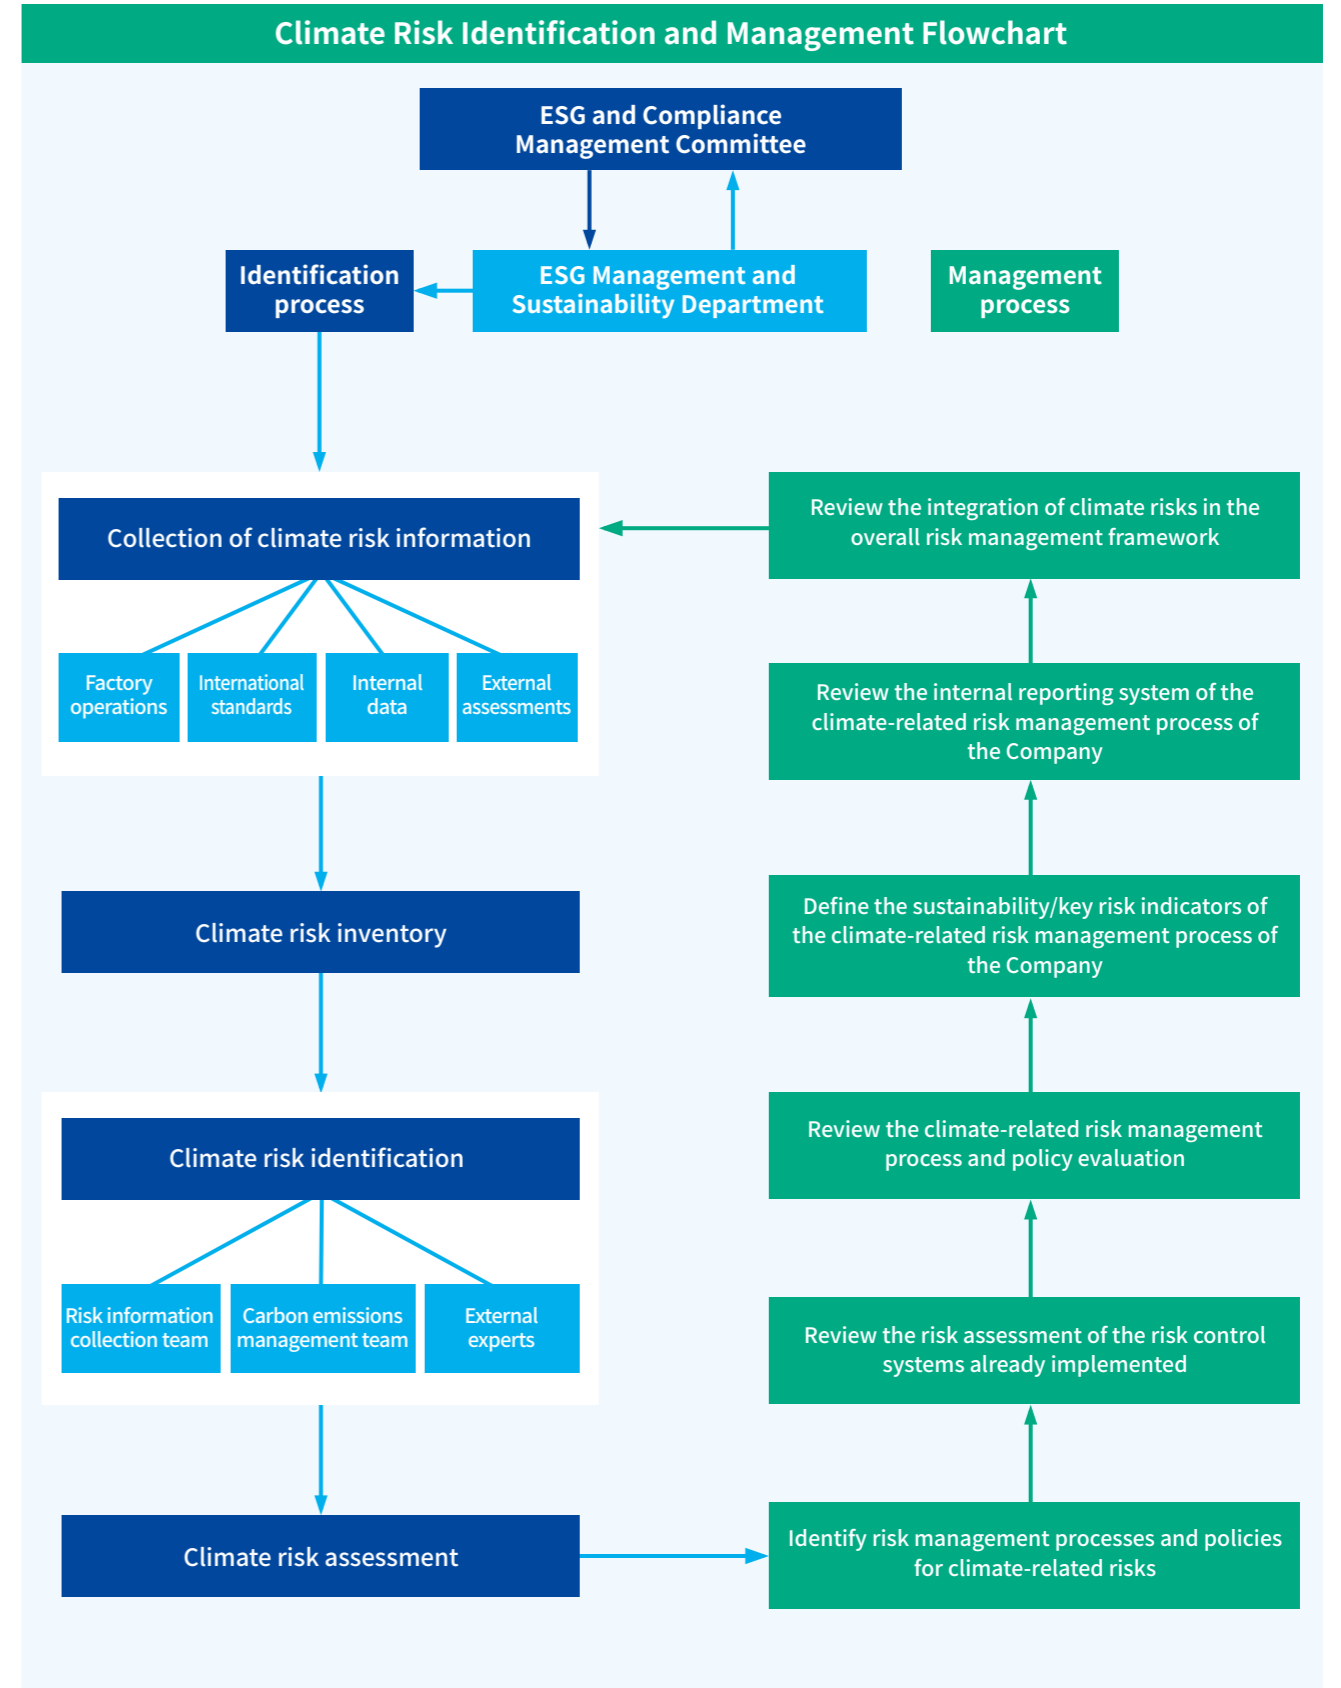 Climate Risk Identification and Management Flowchart
ESG and Compliance
Management Committee
Identification
process
ESG Management and
Sustainability Department
Management
process
Collection of climate risk information
Factory
operations
International
standards
Internal
data
External
assessments
Climate risk inventory
Climate risk identification
Risk information
collection team
Carbon emissions
management team
External
experts
Climate risk assessment
Review the integration of climate risks in the
overall risk management framework
Review the internal reporting system of the
climate-related risk management process of
the Company
Define the sustainability/key risk indicators of
the climate-related risk management process of
the Company
Review the climate-related risk management
process and policy evaluation
Review the risk assessment of the risk control
systems already implemented
Identify risk management processes and policies
for climate-related risks